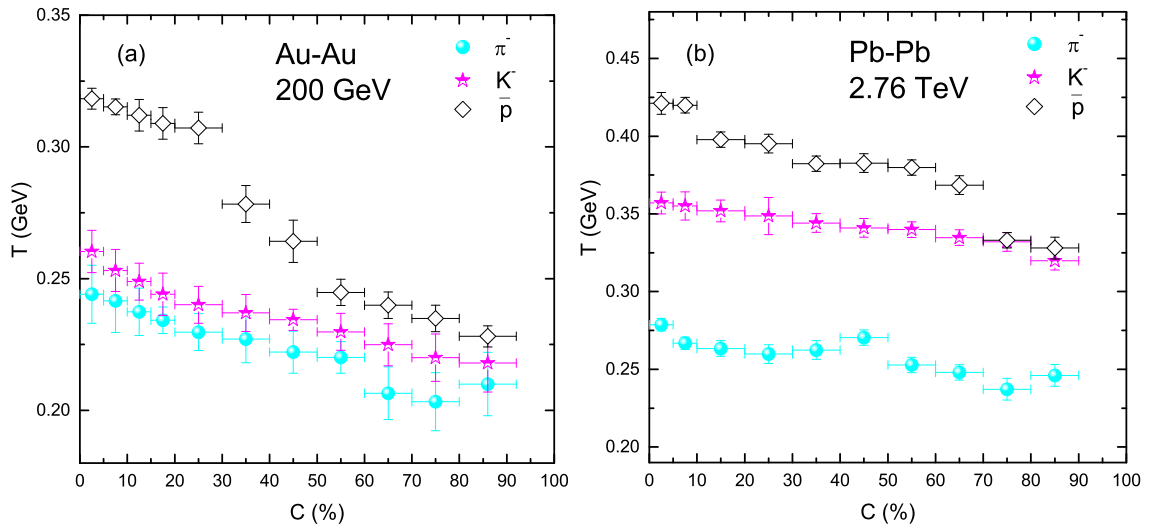 (a)
Au-Au
200 GeV
π⁻
K⁻
p̅
T (GeV)
0.35
0.30
0.25
0.20
0 10 20 30 40 50 60 70 80 90 100
C (%)
(b)
Pb-Pb
2.76 TeV
π⁻
K⁻
p̅
T (GeV)
0.45
0.40
0.35
0.30
0.25
0.20
0 10 20 30 40 50 60 70 80 90 100
C (%)